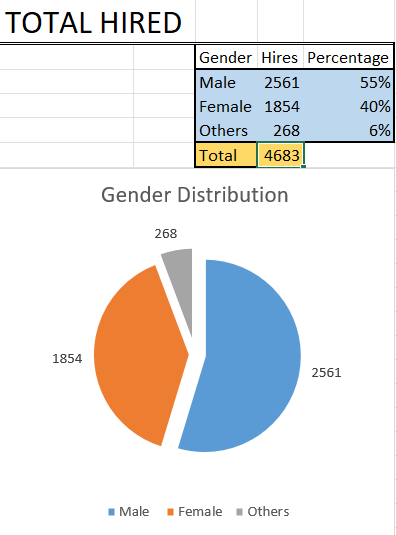 TOTAL HIRED
Gender Hires Percentage
Male 2561 55%
Female 1854 40%
Others 268 6%
Total 4683
Gender Distribution
268
1854
2561
Male Female Others